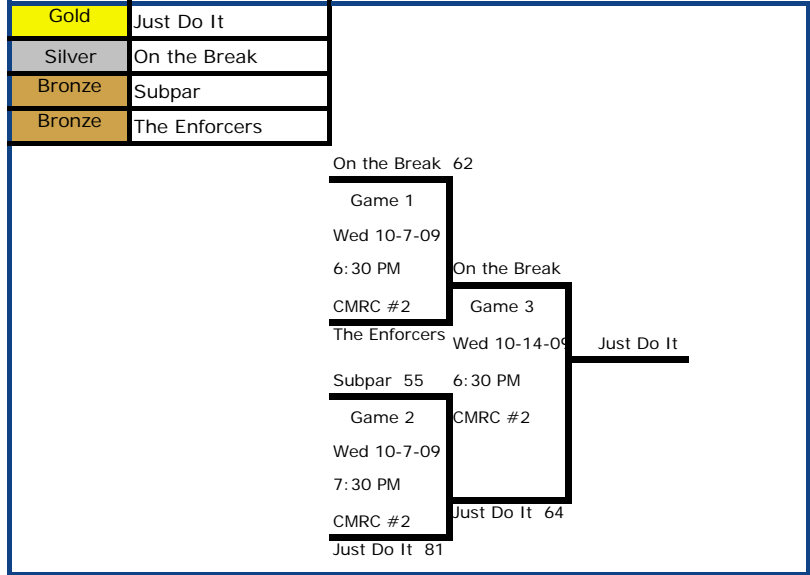 Gold Just Do It
Silver On the Break
Bronze Subpar
Bronze The Enforcers
On the Break 62
Game 1
Wed 10-7-09
6:30 PM
CMRC #2
The Enforcers
On the Break
Game 3
Wed 10-14-09
6:30 PM
CMRC #2
Just Do It 64
Just Do It
Subpar 55
Game 2
Wed 10-7-09
7:30 PM
CMRC #2
Just Do It 81